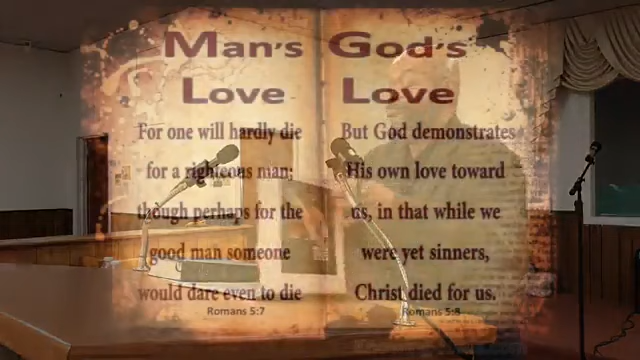 Man's Love
For one will hardly die
for a righteous man;
though perhaps for the
good man someone
would dare even to die
Romans 5:7
God's Love
But God demonstrates
His own love toward
us, in that while we
were yet sinners,
Christ died for us.
Romans 5:8